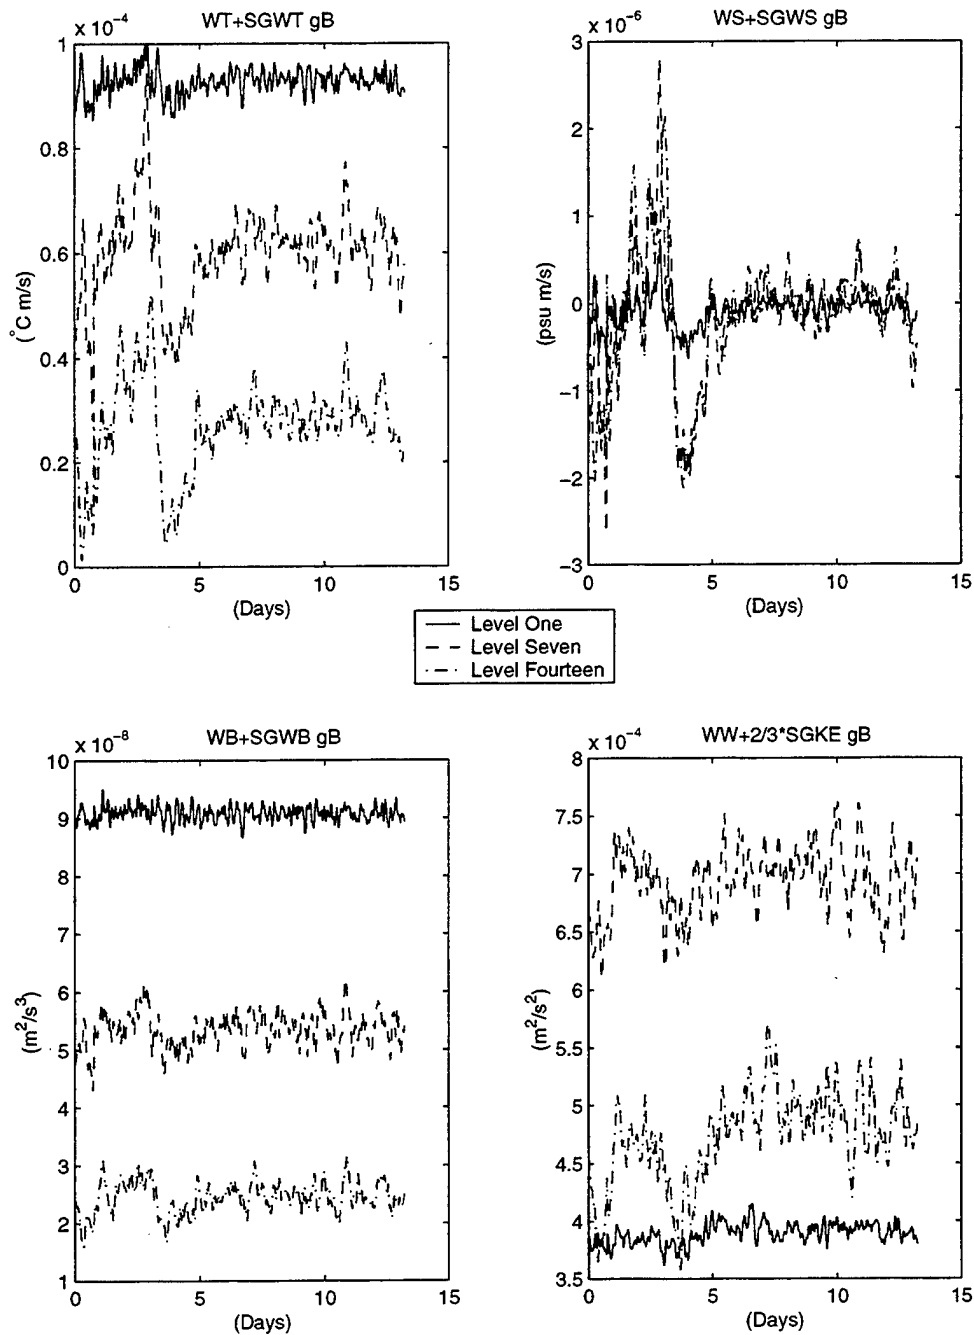 x 10⁻⁴
WT+SGWT gB
1
0.8
0.6
0.4
0.2
0
(°C m/s)
0 5 10 15
(Days)
x 10⁻⁶
WS+SGWS gB
3
2
1
0
−1
−2
−3
(psu m/s)
0 5 10 15
(Days)
Level One
Level Seven
Level Fourteen
x 10⁻⁸
WB+SGWB gB
10
9
8
7
6
5
4
3
2
1
(m²/s³)
0 5 10 15
(Days)
x 10⁻⁴
WW+2/3*SGKE gB
8
7.5
7
6.5
6
5.5
5
4.5
4
3.5
(m²/s²)
0 5 10 15
(Days)